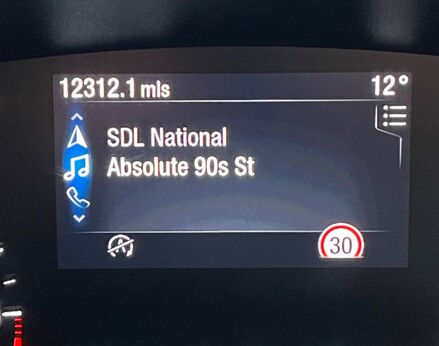 12312.1 mls 12°
SDL National
Absolute 90s St
30